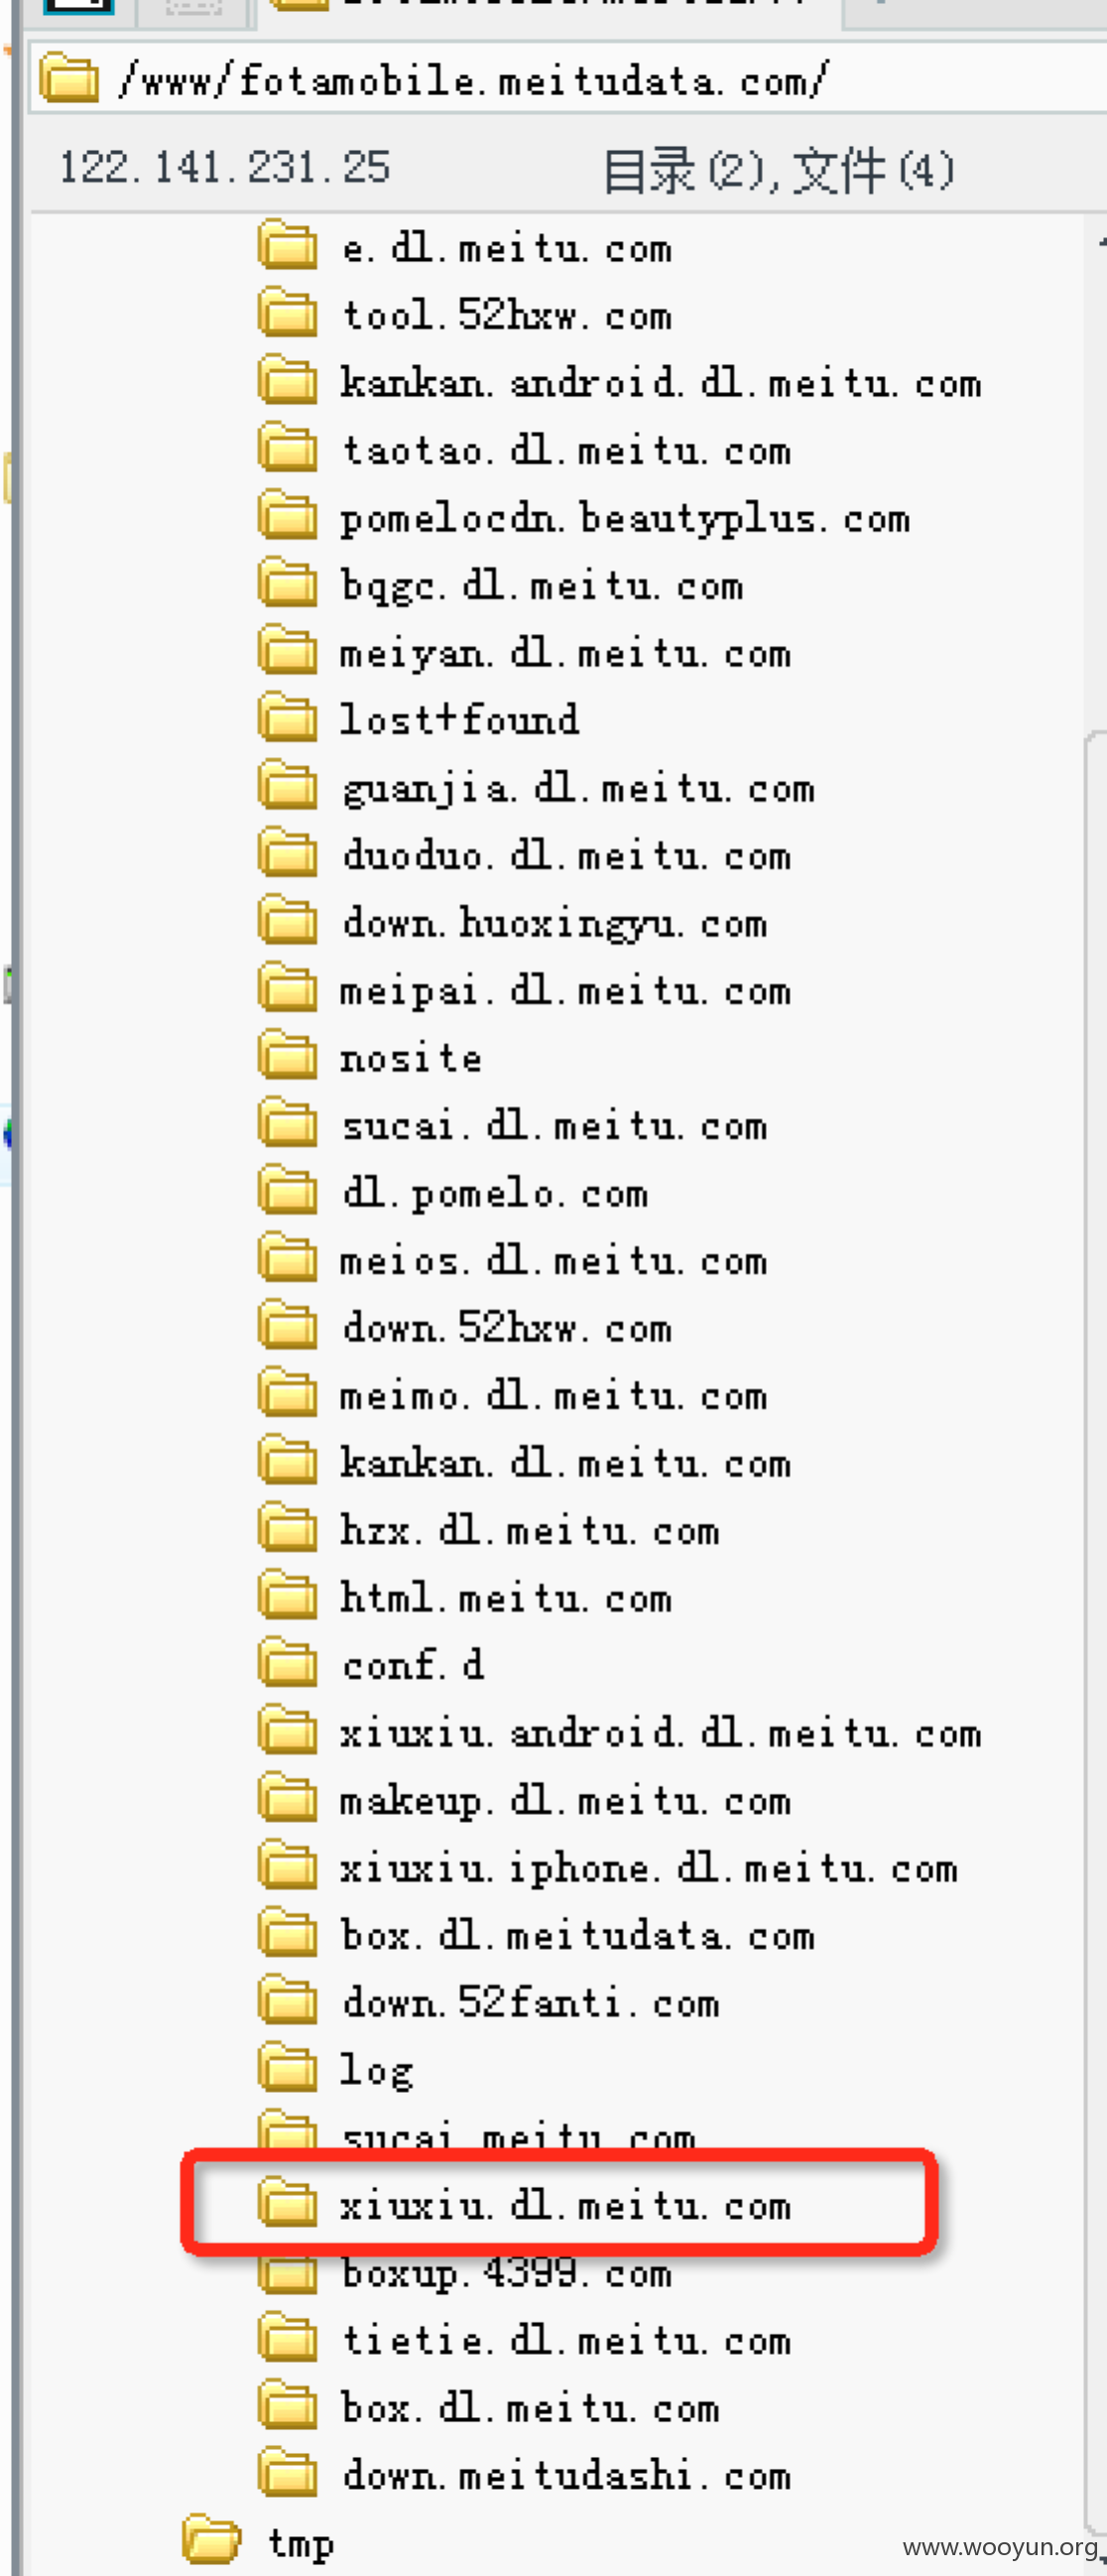 /www/fotamobile.meitudata.com/
122.141.231.25 目录(2),文件(4)
e.dl.meitu.com
tool.52hxw.com
kankan.android.dl.meitu.com
taotao.dl.meitu.com
pomelocdn.beautyplus.com
bqgc.dl.meitu.com
meiyan.dl.meitu.com
lost+found
guanjia.dl.meitu.com
duoduo.dl.meitu.com
down.huoxingyu.com
meipai.dl.meitu.com
nosite
sucai.dl.meitu.com
dl.pomelo.com
meios.dl.meitu.com
down.52hxw.com
meimo.dl.meitu.com
kankan.dl.meitu.com
hzx.dl.meitu.com
html.meitu.com
conf.d
xiuxiu.android.dl.meitu.com
makeup.dl.meitu.com
xiuxiu.iphone.dl.meitu.com
box.dl.meitudata.com
down.52fanti.com
log
sucai.meitu.com
xiuxiu.dl.meitu.com
boxup.4399.com
tietie.dl.meitu.com
box.dl.meitu.com
down.meitudashi.com
tmp
www.wooyun.org